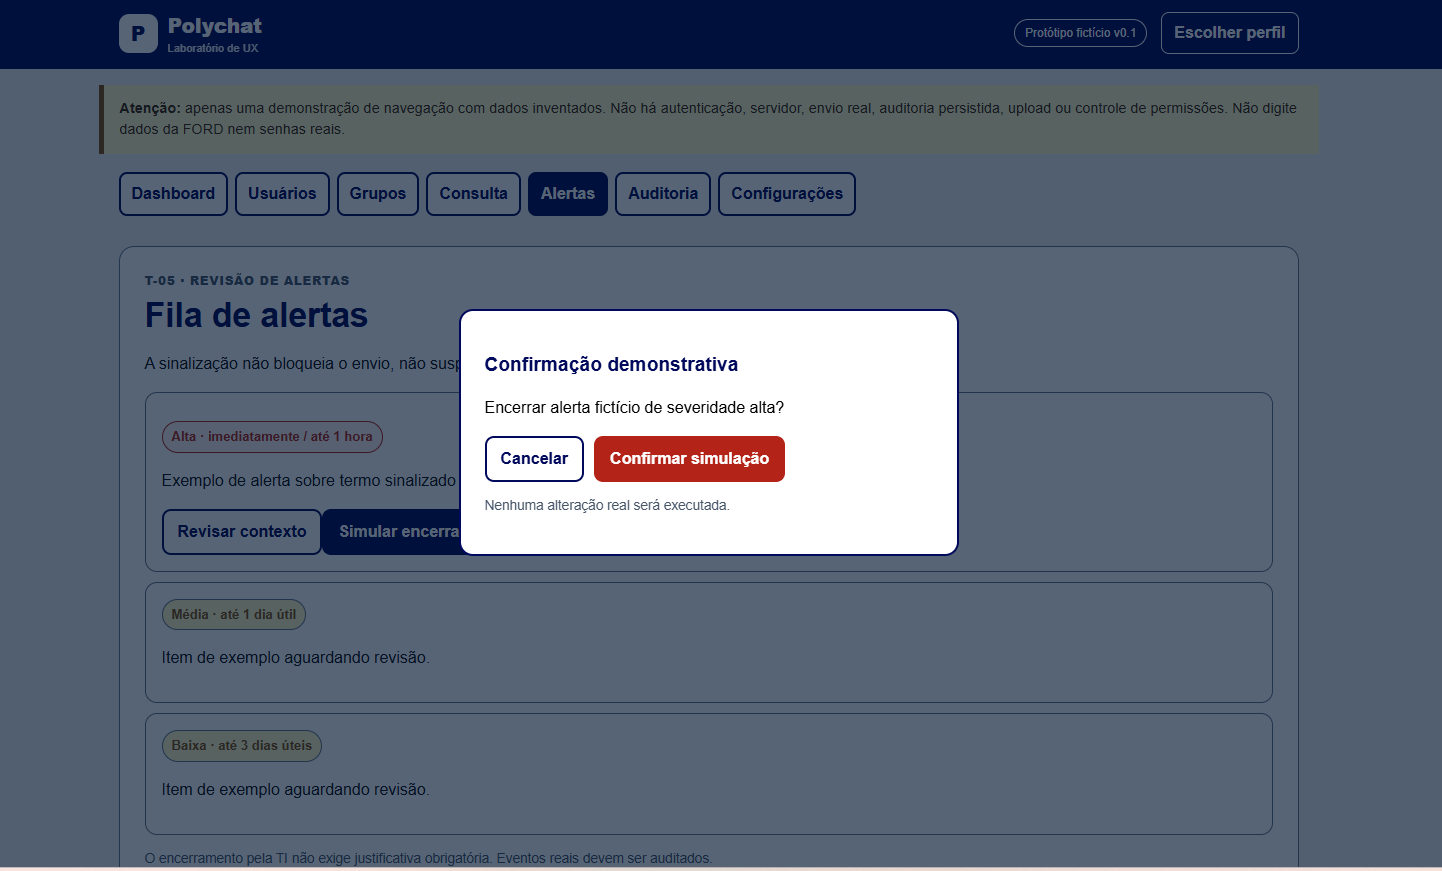 P
Polychat
Laboratório de UX
Protótipo fictício v0.1
Escolher perfil
Atenção: apenas uma demonstração de navegação com dados inventados. Não há autenticação, servidor, envio real, auditoria persistida, upload ou controle de permissões. Não digite
dados da FORD nem senhas reais.
Dashboard
Usuários
Grupos
Consulta
Alertas
Auditoria
Configurações
T-05 • REVISÃO DE ALERTAS
Fila de alertas
A sinalização não bloqueia o envio, não
Alta · imediatamente / até 1 hora
Exemplo de alerta sobre termo sinalizado
Revisar contexto
Simular
Confirmação demonstrativa
Encerrar alerta fictício de severidade alta?
Cancelar
Confirmar simulação
Nenhuma alteração real será executada.
Média · até 1 dia útil
Item de exemplo aguardando revisão.
Baixa · até 3 dias úteis
Item de exemplo aguardando revisão.
O encerramento pela TI não exige justificativa obrigatória. Eventos reais devem ser auditados.